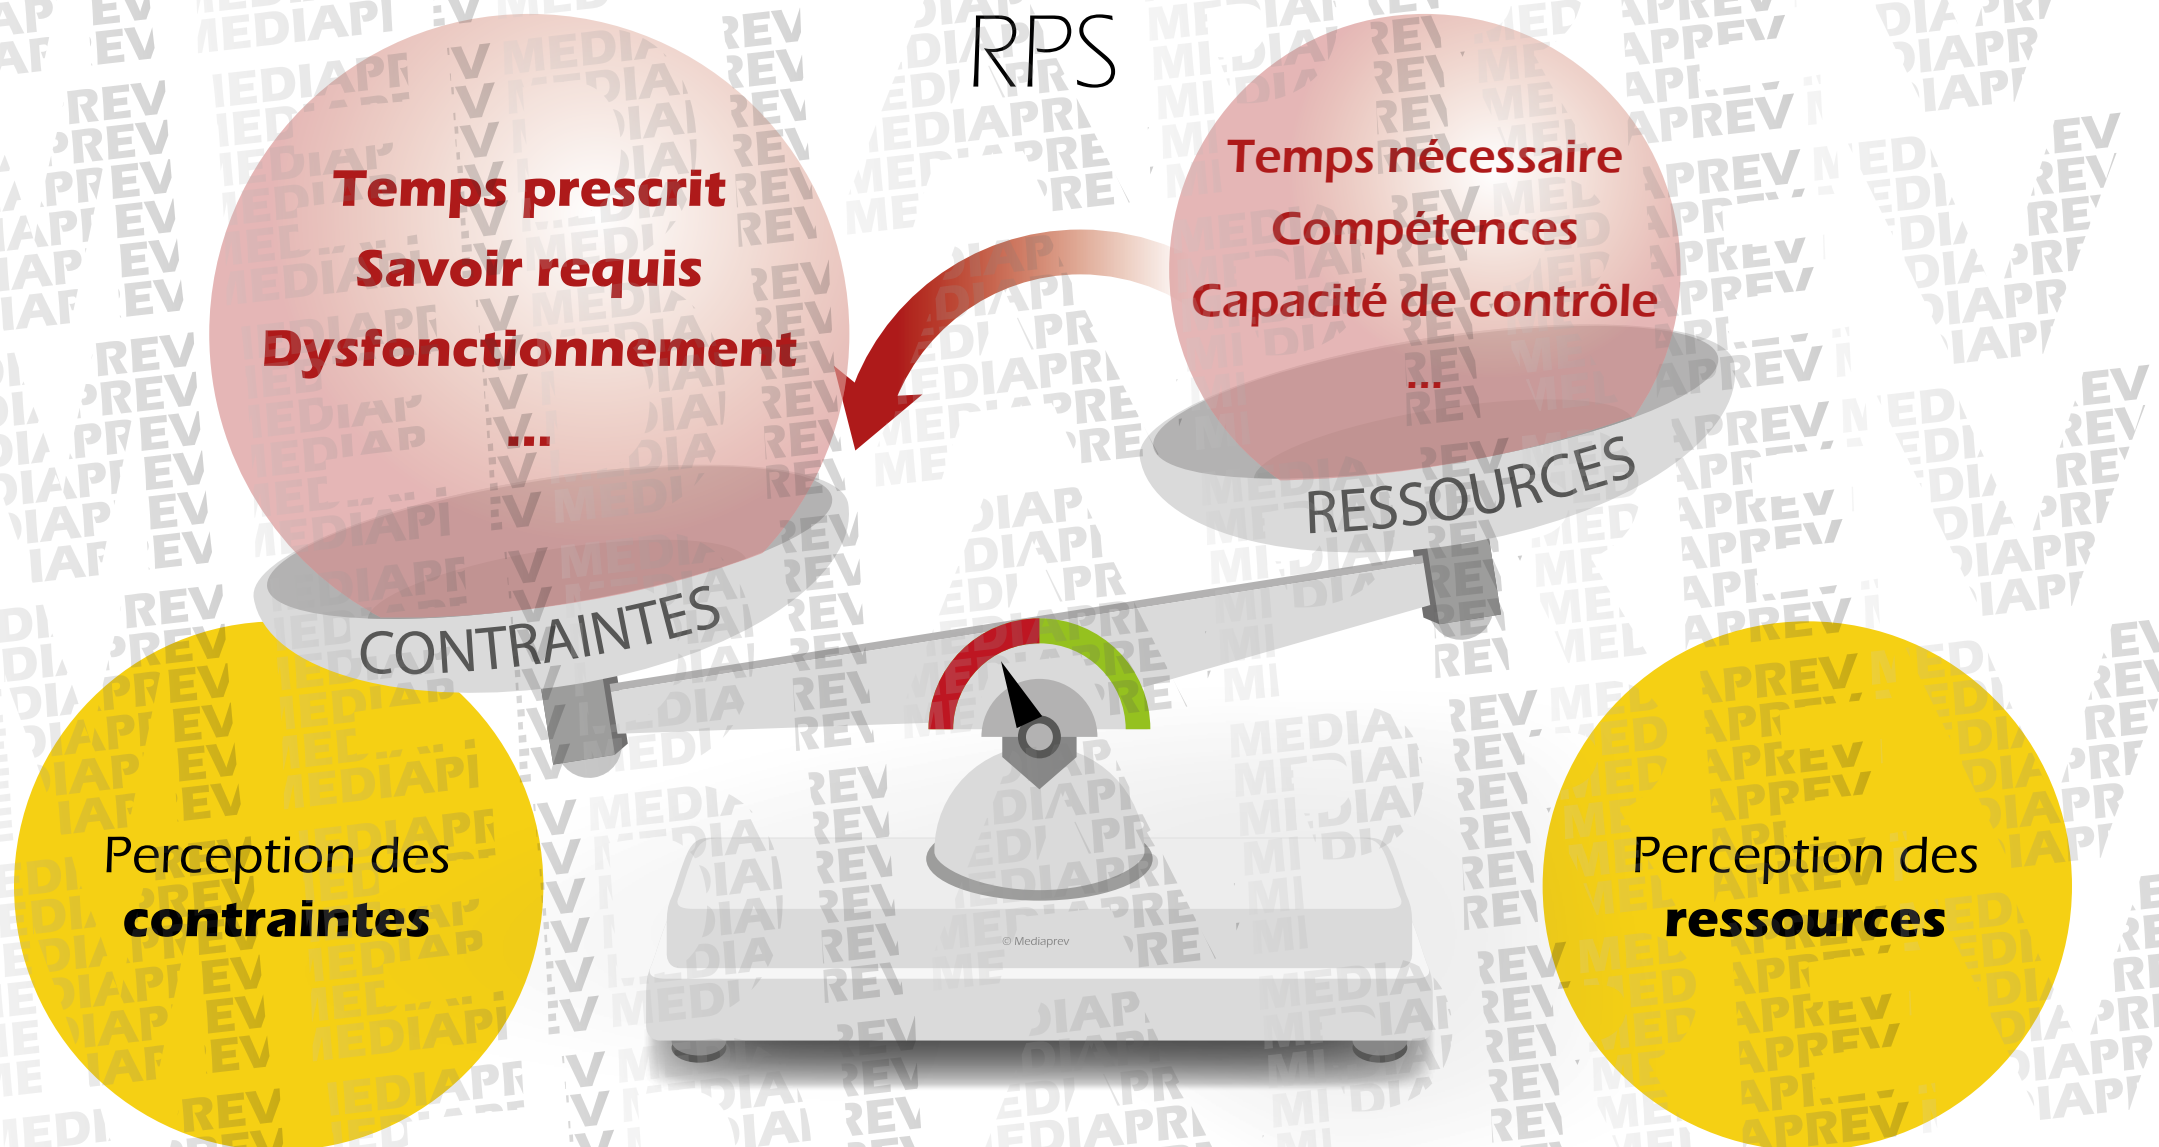 RPS
Temps prescrit
Savoir requis
Dysfonctionnement
...
Temps nécessaire
Compétences
Capacité de contrôle
...
CONTRAINTES
RESSOURCES
Perception des
contraintes
Perception des
ressources
© Mediaprev